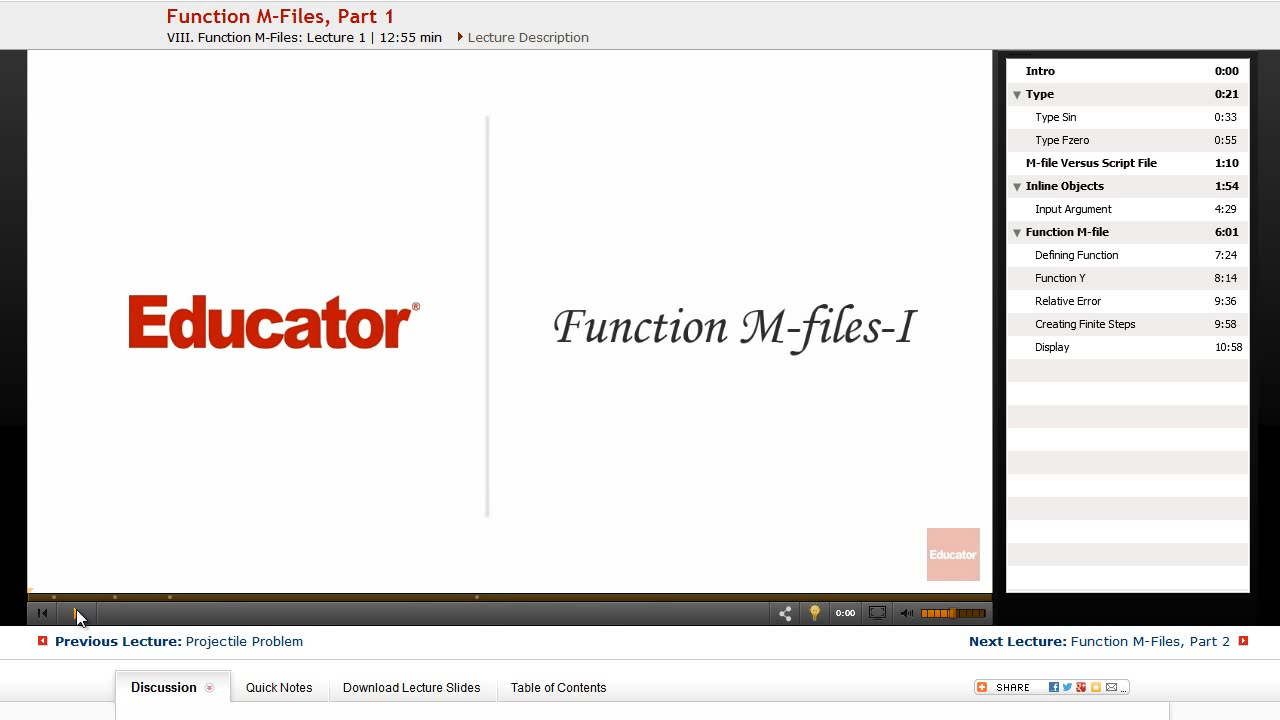 Function M-Files, Part 1
VIII. Function M-Files: Lecture 1 | 12:55 min Lecture Description
Educator®
Function M-files-I
Educator
Intro 0:00
Type 0:21
Type Sin 0:33
Type Fzero 0:55
M-file Versus Script File 1:10
Inline Objects 1:54
Input Argument 4:29
Function M-file 6:01
Defining Function 7:24
Function Y 8:14
Relative Error 9:36
Creating Finite Steps 9:58
Display 10:58
0:00
Previous Lecture: Projectile Problem
Next Lecture: Function M-Files, Part 2
Discussion Quick Notes Download Lecture Slides Table of Contents
SHARE ...